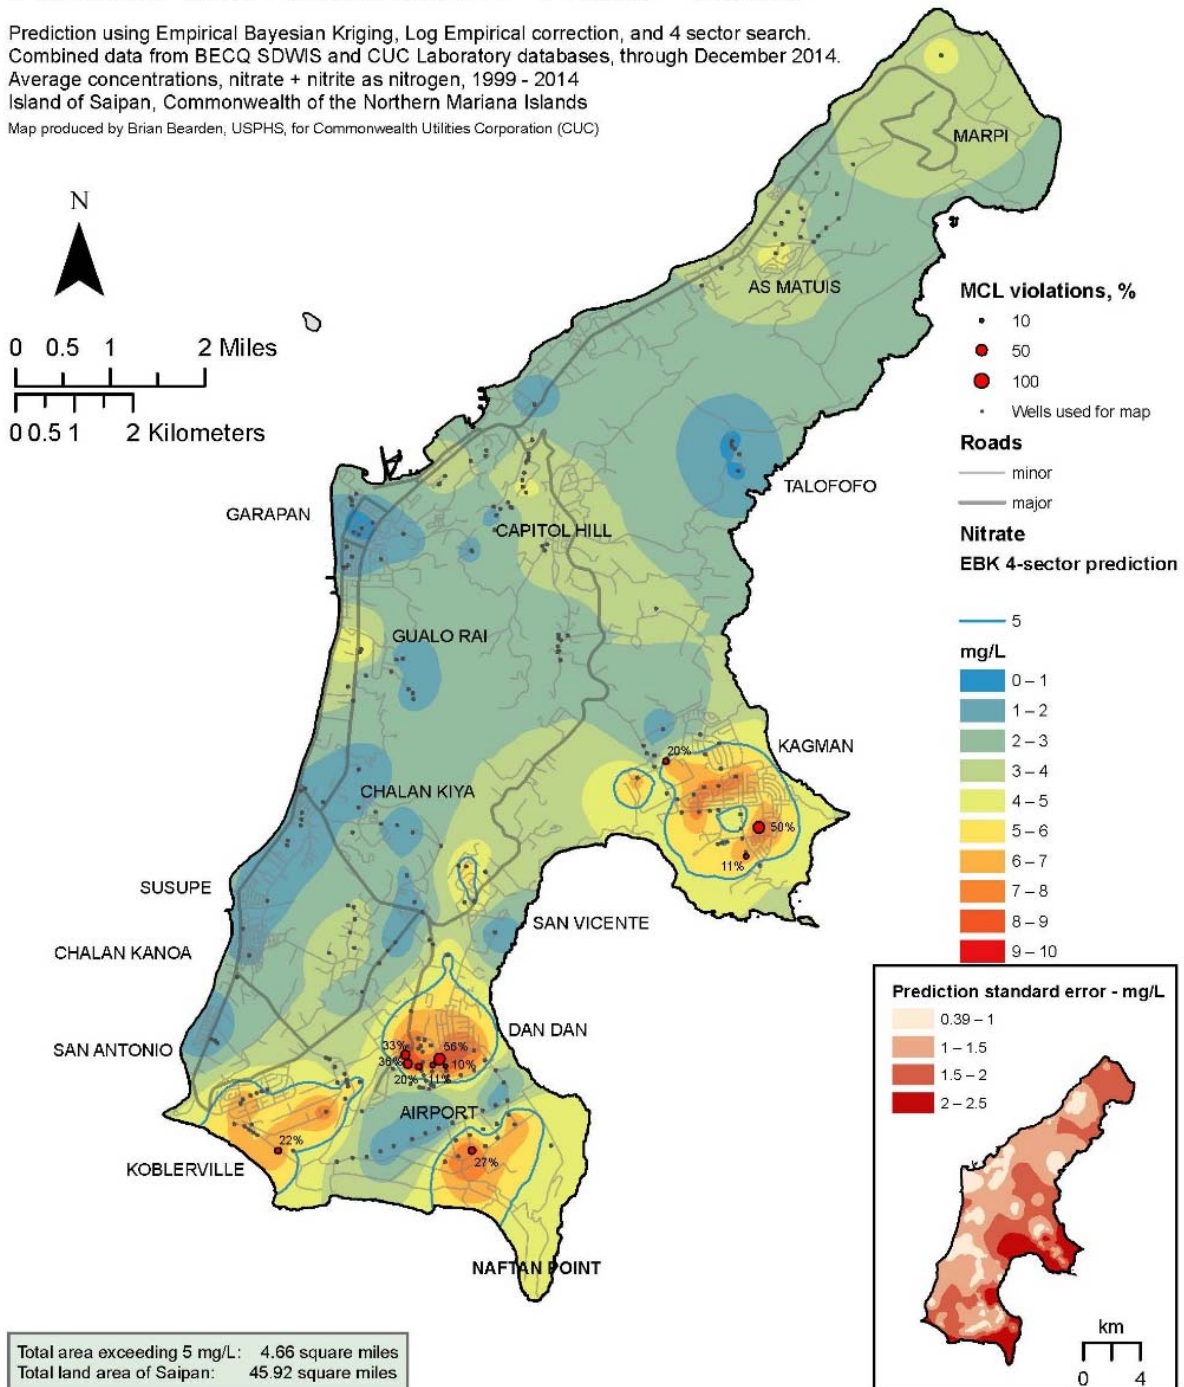 Prediction using Empirical Bayesian Kriging, Log Empirical correction, and 4 sector search.
Combined data from BECQ SDWIS and CUC Laboratory databases, through December 2014.
Average concentrations, nitrate + nitrite as nitrogen, 1999 - 2014
Island of Saipan, Commonwealth of the Northern Mariana Islands
Map produced by Brian Bearden, USPHS, for Commonwealth Utilities Corporation (CUC)
MARPI
N
AS MATUIS
0 0.5 1 2 Miles
0 0.5 1 2 Kilometers
MCL violations, %
10
50
100
Wells used for map
Roads
minor
major
Nitrate
EBK 4-sector prediction
5
mg/L
0 – 1
1 – 2
2 – 3
3 – 4
4 – 5
5 – 6
6 – 7
7 – 8
8 – 9
9 – 10
TALOFOFO
GARAPAN
CAPITOL HILL
GUALO RAI
KAGMAN
20%
CHALAN KIYA
50%
11%
SUSUPE
SAN VICENTE
CHALAN KANOA
DAN DAN
SAN ANTONIO
33%
56%
36%
10%
20%
11%
AIRPORT
22%
27%
KOBLERVILLE
NAFTAN POINT
Prediction standard error - mg/L
0.39 – 1
1 – 1.5
1.5 – 2
2 – 2.5
km
0 4
Total area exceeding 5 mg/L: 4.66 square miles
Total land area of Saipan: 45.92 square miles